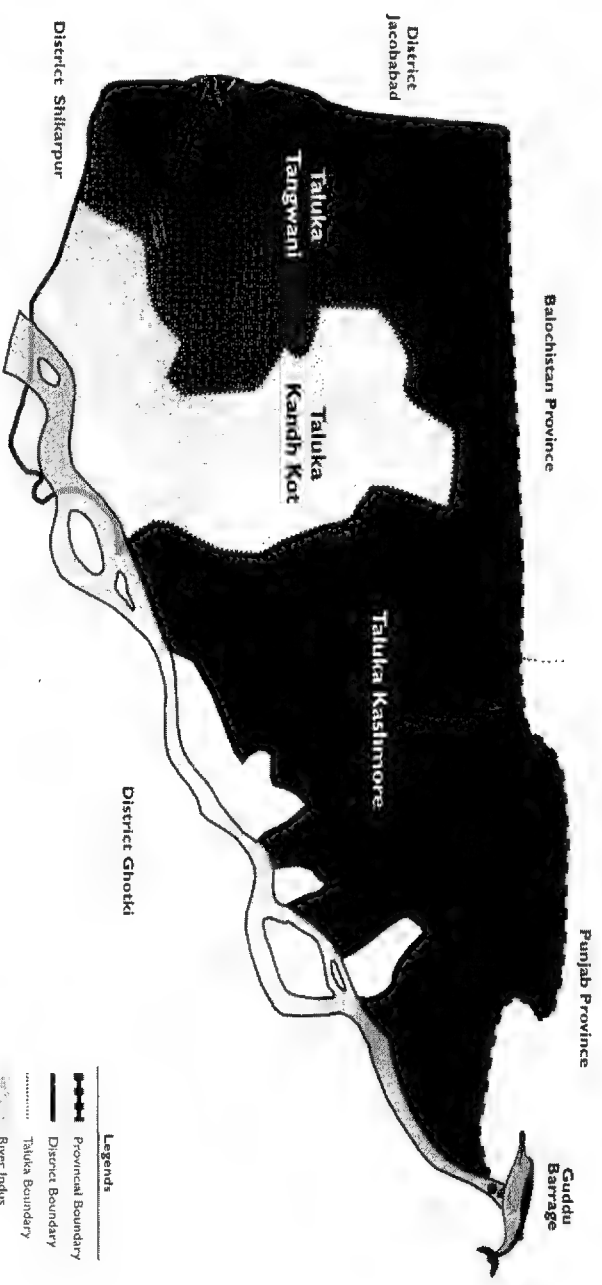 District
Jacobabad
District Shikarpur
Taluka
Tangwani
Balochistan Province
Taluka
Kandh Kot
Taluka Kashmore
District Ghotki
Punjab Province
Guddu
Barrage
Legends
Provincial Boundary
District Boundary
Taluka Boundary
River Indus